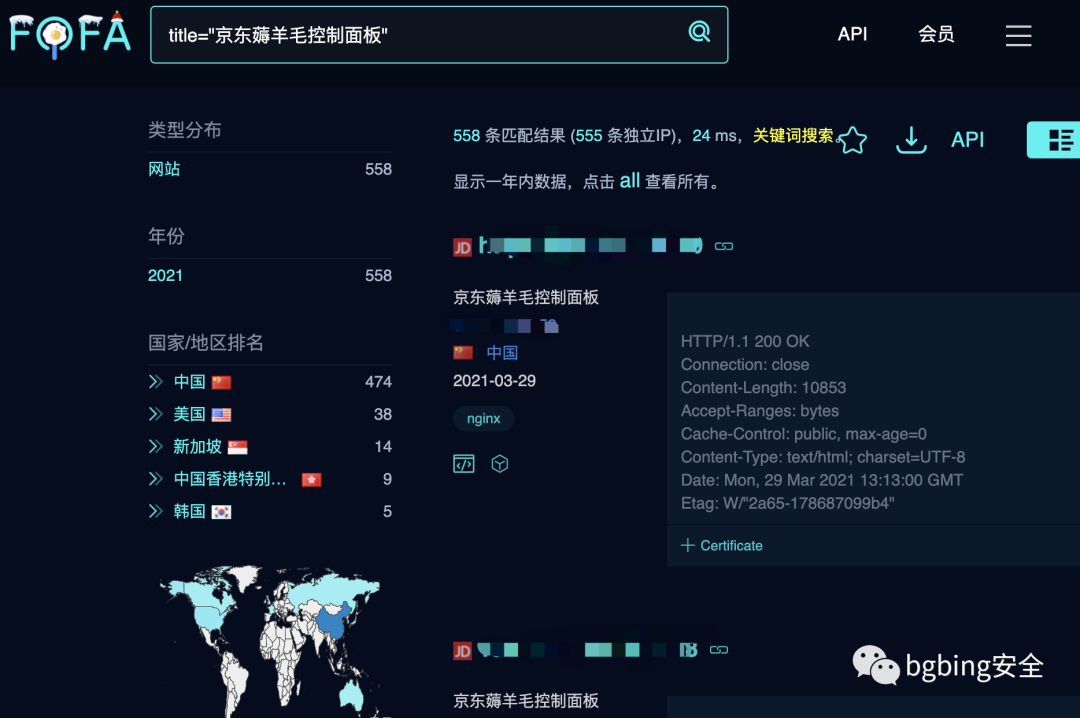 FOFA
title="京东薅羊毛控制面板"
API
会员
类型分布
网站 558
年份
2021 558
国家/地区排名
中国 474
美国 38
新加坡 14
中国香港特别... 9
韩国 5
558 条匹配结果 (555 条独立IP)，24 ms，关键词搜索。
API
显示一年内数据，点击 all 查看所有。
JD
京东薅羊毛控制面板
中国
2021-03-29
nginx
HTTP/1.1 200 OK
Connection: close
Content-Length: 10853
Accept-Ranges: bytes
Cache-Control: public, max-age=0
Content-Type: text/html; charset=UTF-8
Date: Mon, 29 Mar 2021 13:13:00 GMT
Etag: W/"2a65-178687099b4"
Certificate
JD
京东薅羊毛控制面板
bgbing安全